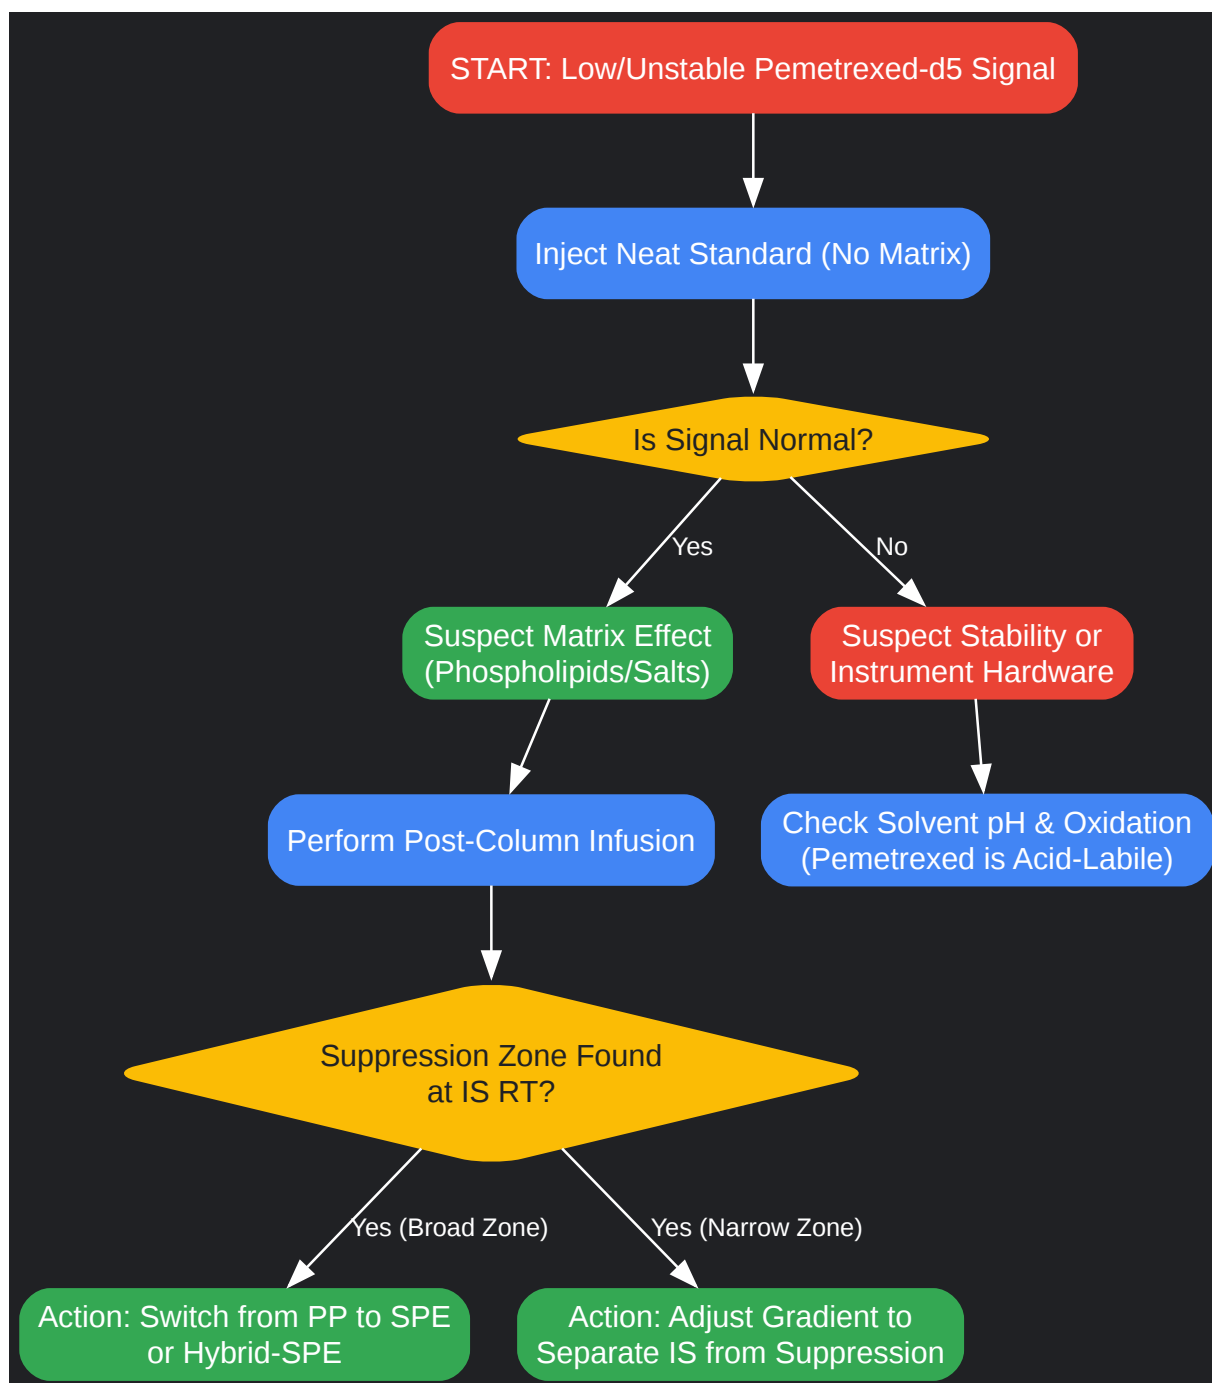 START: Low/Unstable Pemetrexed-d5 Signal
Inject Neat Standard (No Matrix)
Is Signal Normal?
Yes
No
Suspect Matrix Effect
(Phospholipids/Salts)
Suspect Stability or
Instrument Hardware
Perform Post-Column Infusion
Check Solvent pH & Oxidation
(Pemetrexed is Acid-Labile)
Suppression Zone Found
at IS RT?
Yes (Broad Zone)
Yes (Narrow Zone)
Action: Switch from PP to SPE
or Hybrid-SPE
Action: Adjust Gradient to
Separate IS from Suppression